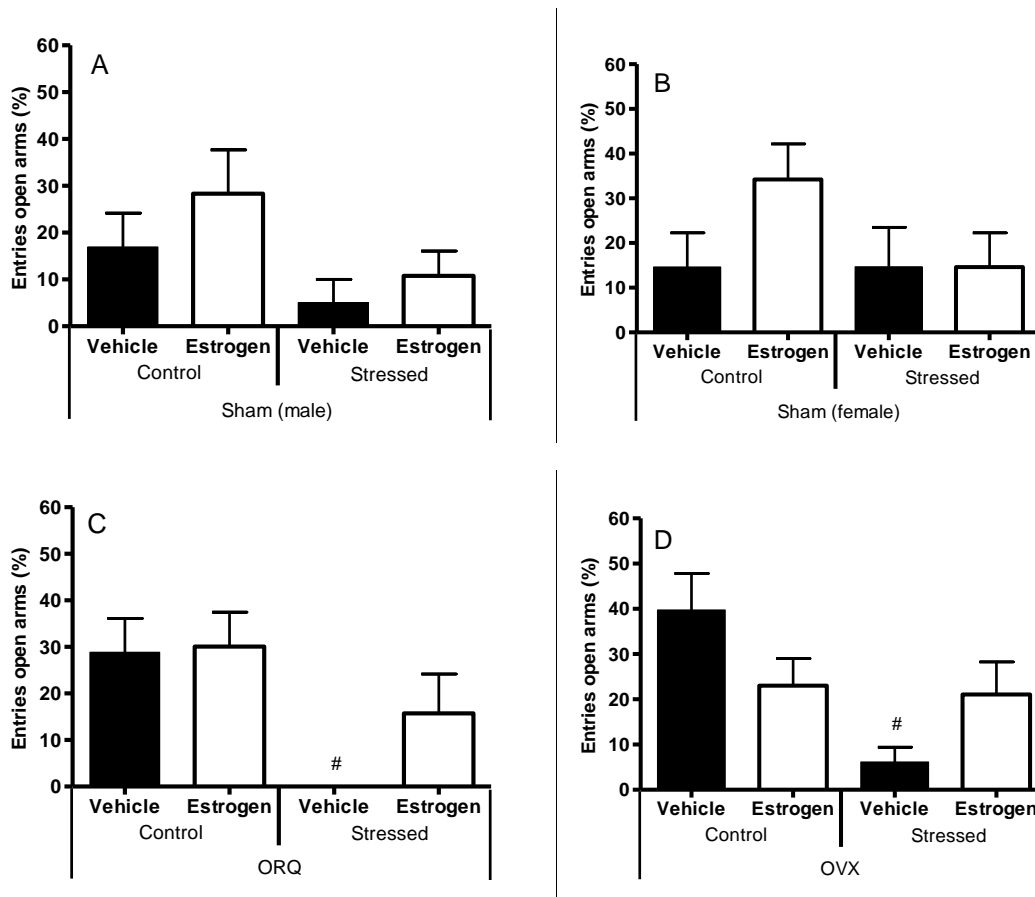 A
Entries open arms (%)
60
50
40
30
20
10
0
Vehicle Estrogen Vehicle Estrogen
Control Stressed
Sham (male)
B
Entries open arms (%)
60
50
40
30
20
10
0
Vehicle Estrogen Vehicle Estrogen
Control Stressed
Sham (female)
C
Entries open arms (%)
60
50
40
30
20
10
0
#
Vehicle Estrogen Vehicle Estrogen
Control Stressed
ORQ
D
Entries open arms (%)
60
50
40
30
20
10
0
#
Vehicle Estrogen Vehicle Estrogen
Control Stressed
OVX